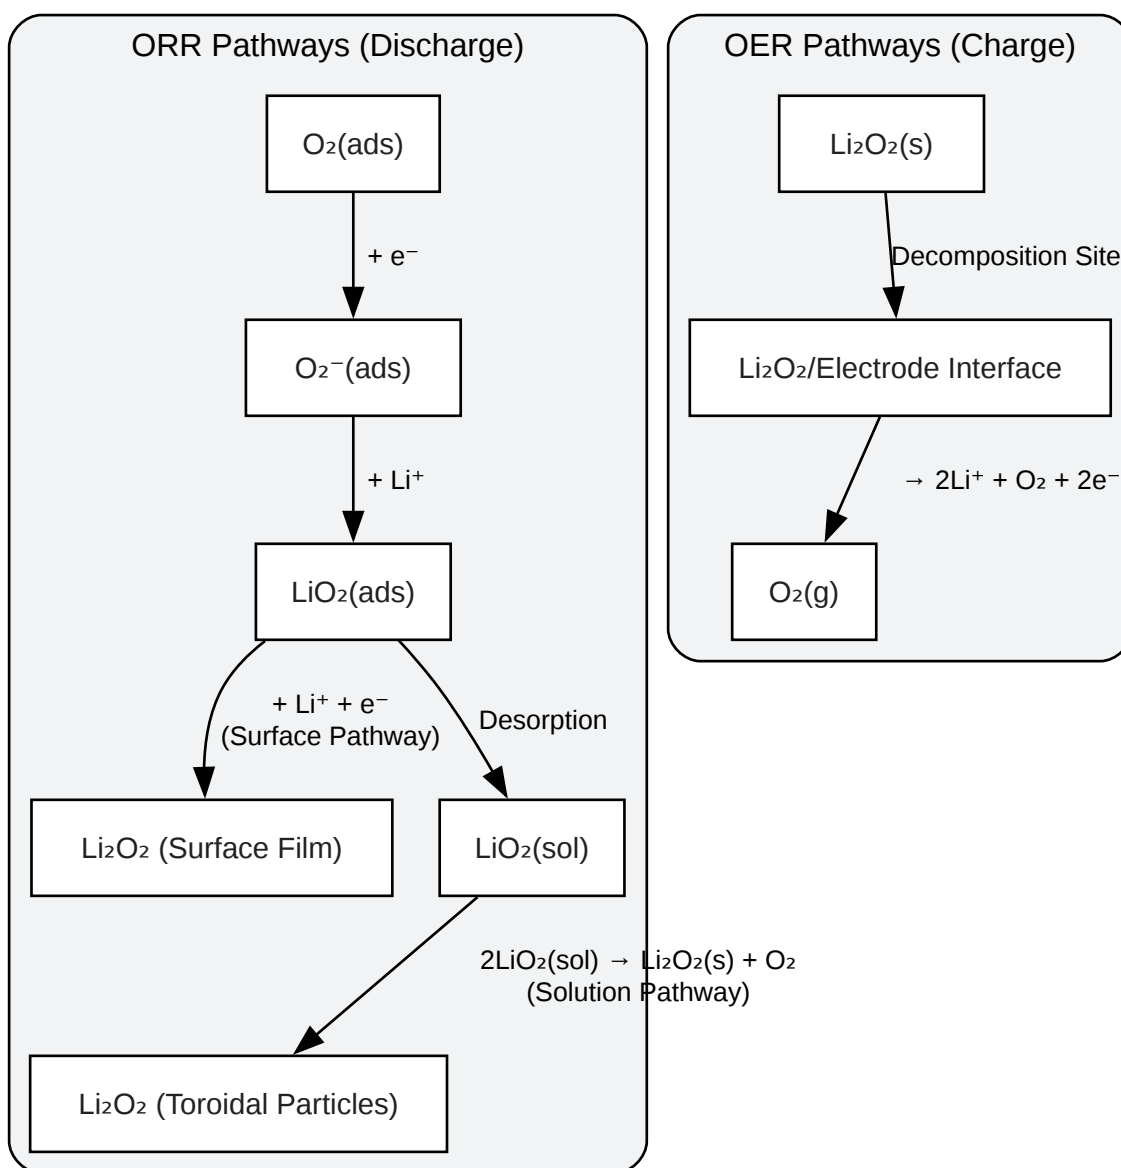 ORR Pathways (Discharge)
O₂(ads)
+ e⁻
O₂⁻(ads)
+ Li⁺
LiO₂(ads)
+ Li⁺ + e⁻
(Surface Pathway)
Desorption
Li₂O₂ (Surface Film)
LiO₂(sol)
2LiO₂(sol) → Li₂O₂(s) + O₂
(Solution Pathway)
Li₂O₂ (Toroidal Particles)
OER Pathways (Charge)
Li₂O₂(s)
Decomposition Site
Li₂O₂/Electrode Interface
→ 2Li⁺ + O₂ + 2e⁻
O₂(g)